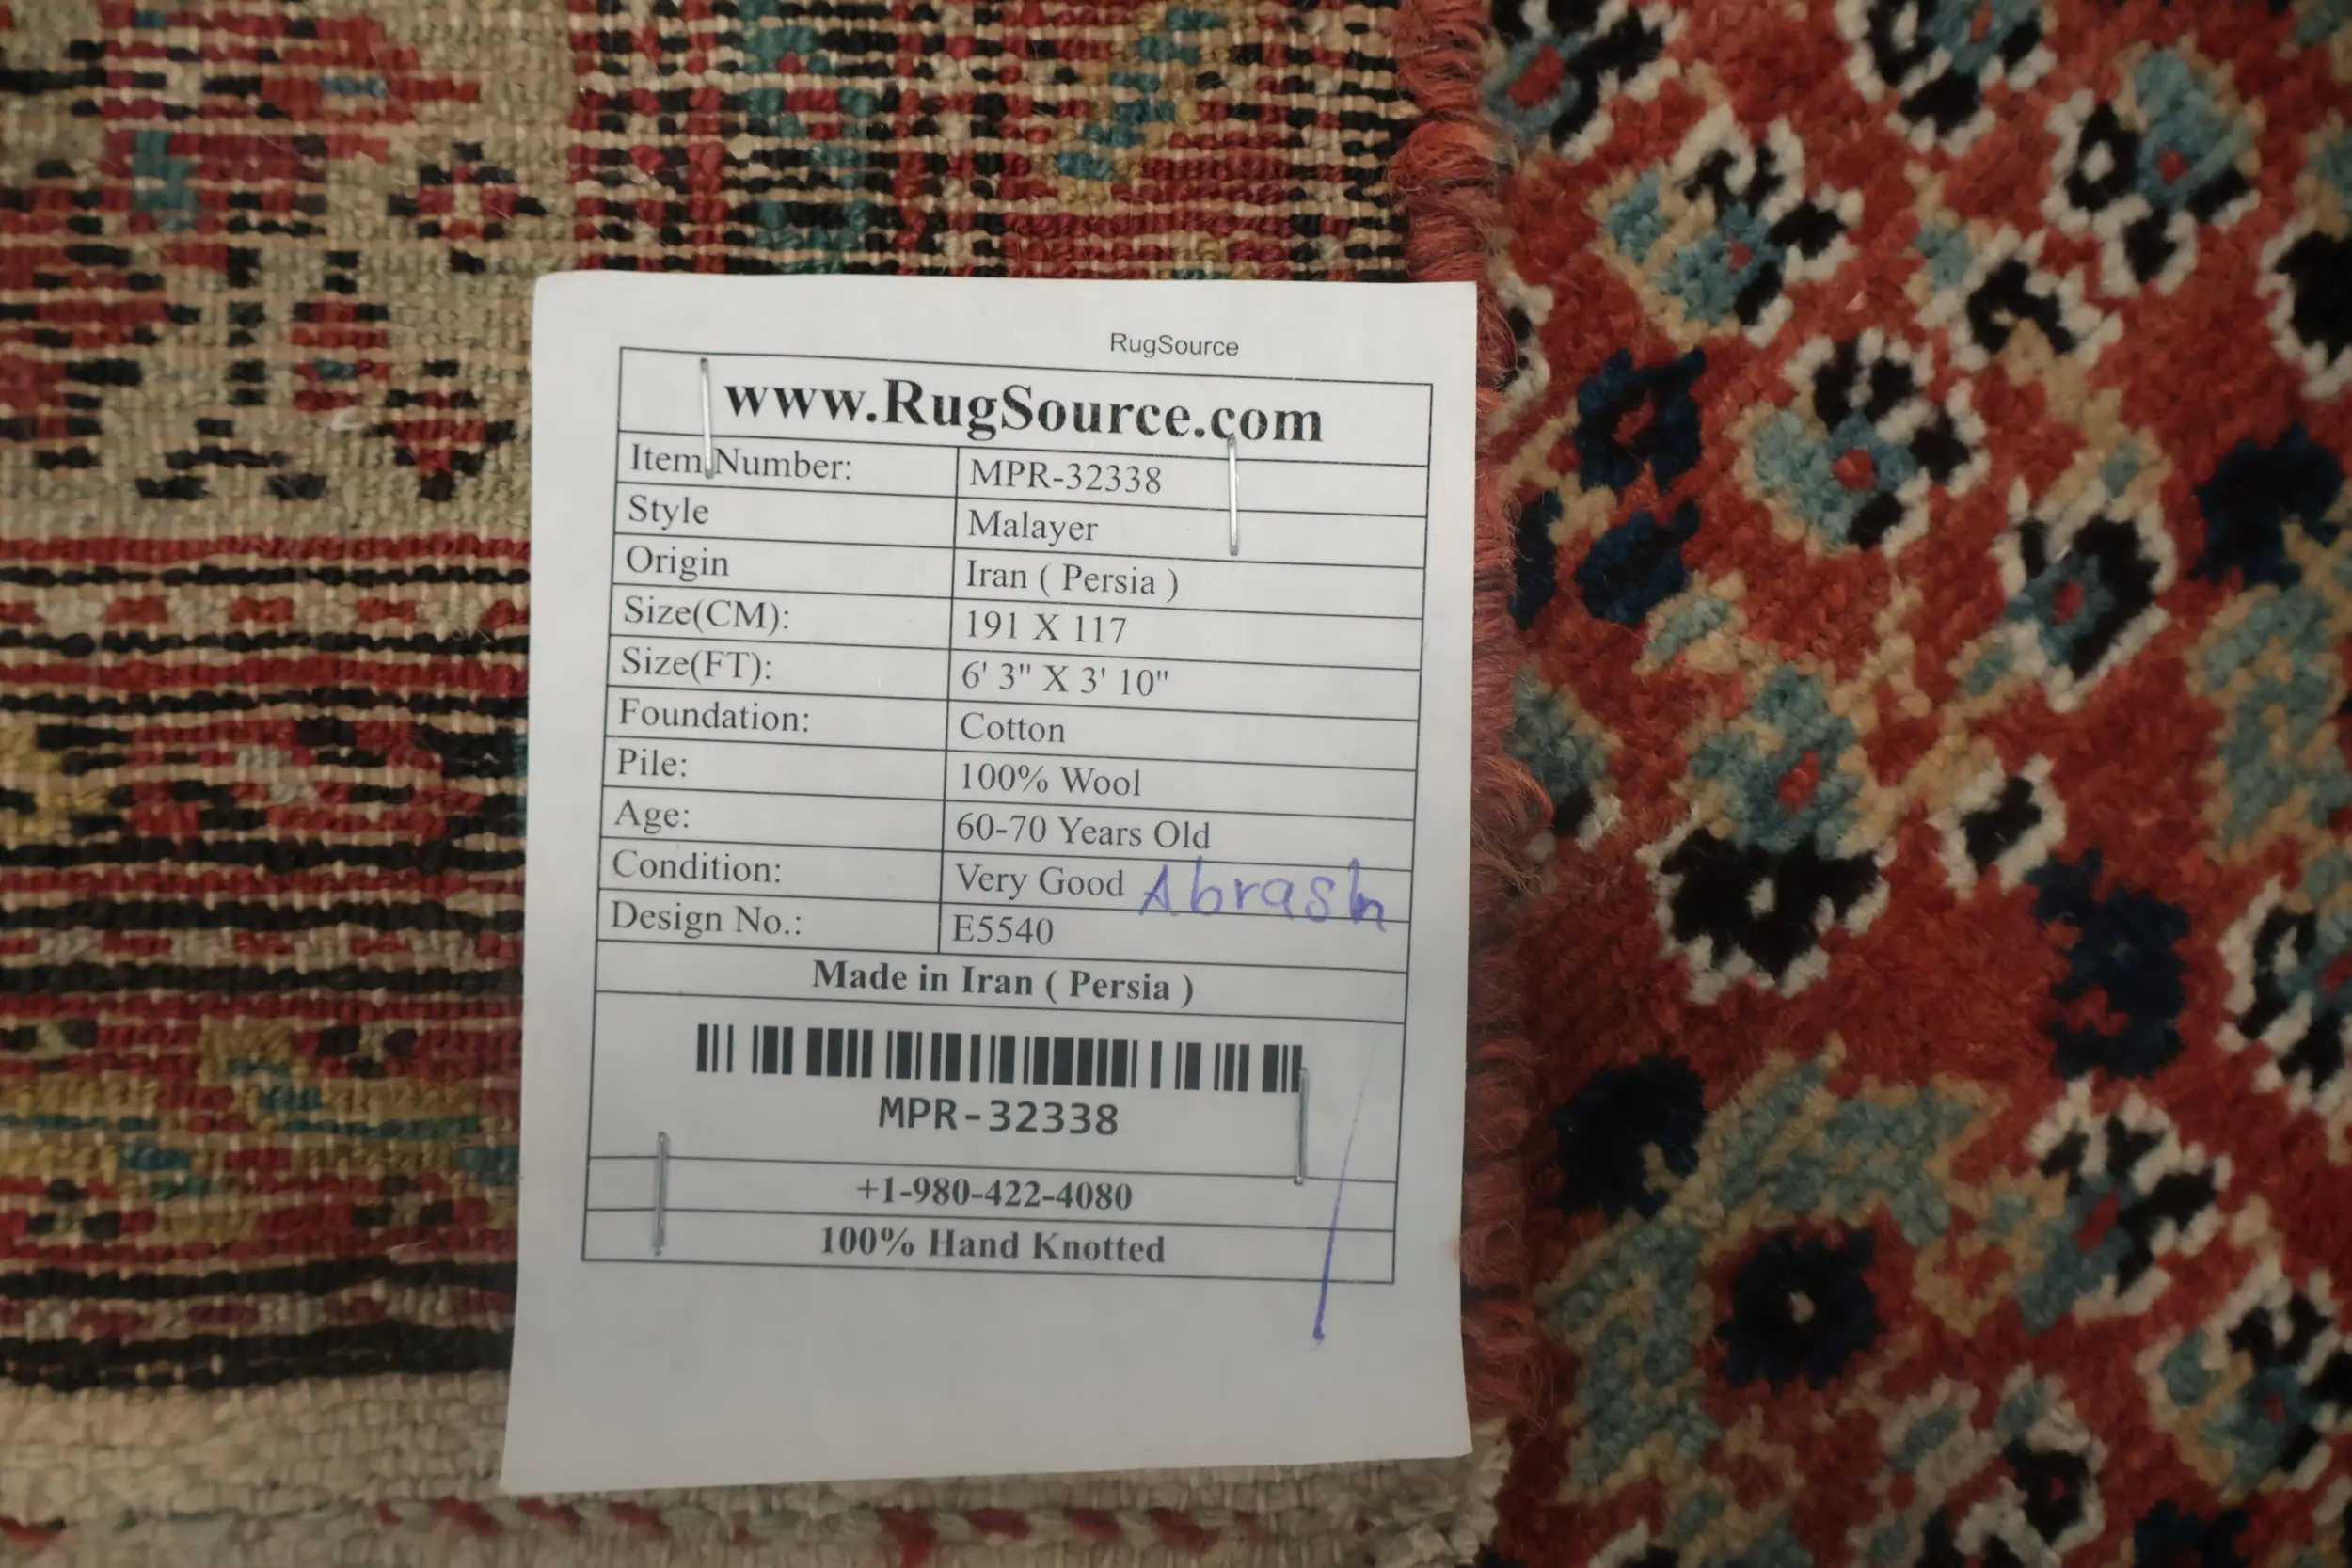 RugSource
www.RugSource.com
Item Number: MPR-32338
Style Malayer
Origin Iran ( Persia )
Size(CM): 191 X 117
Size(FT): 6' 3" X 3' 10"
Foundation: Cotton
Pile: 100% Wool
Age: 60-70 Years Old
Condition: Very Good Abrash
Design No.: E5540
Made in Iran ( Persia )
MPR-32338
+1-980-422-4080
100% Hand Knotted